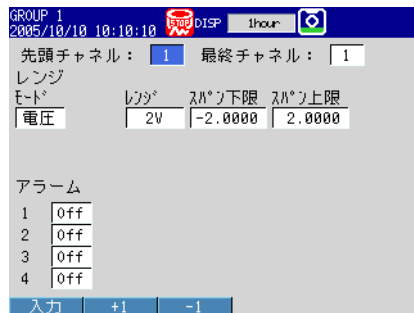 GROUP 1
2005/10/10 10:10:10 STOP DISP 1hour
先頭チャネル： 1 最終チャネル： 1
レンジ
ﾓｰﾄﾞ ﾚﾝｼﾞ ｽﾊﾟﾝ下限 ｽﾊﾟﾝ上限
電圧 2V -2.0000 2.0000
アラーム
1 Off
2 Off
3 Off
4 Off
入力 +1 -1